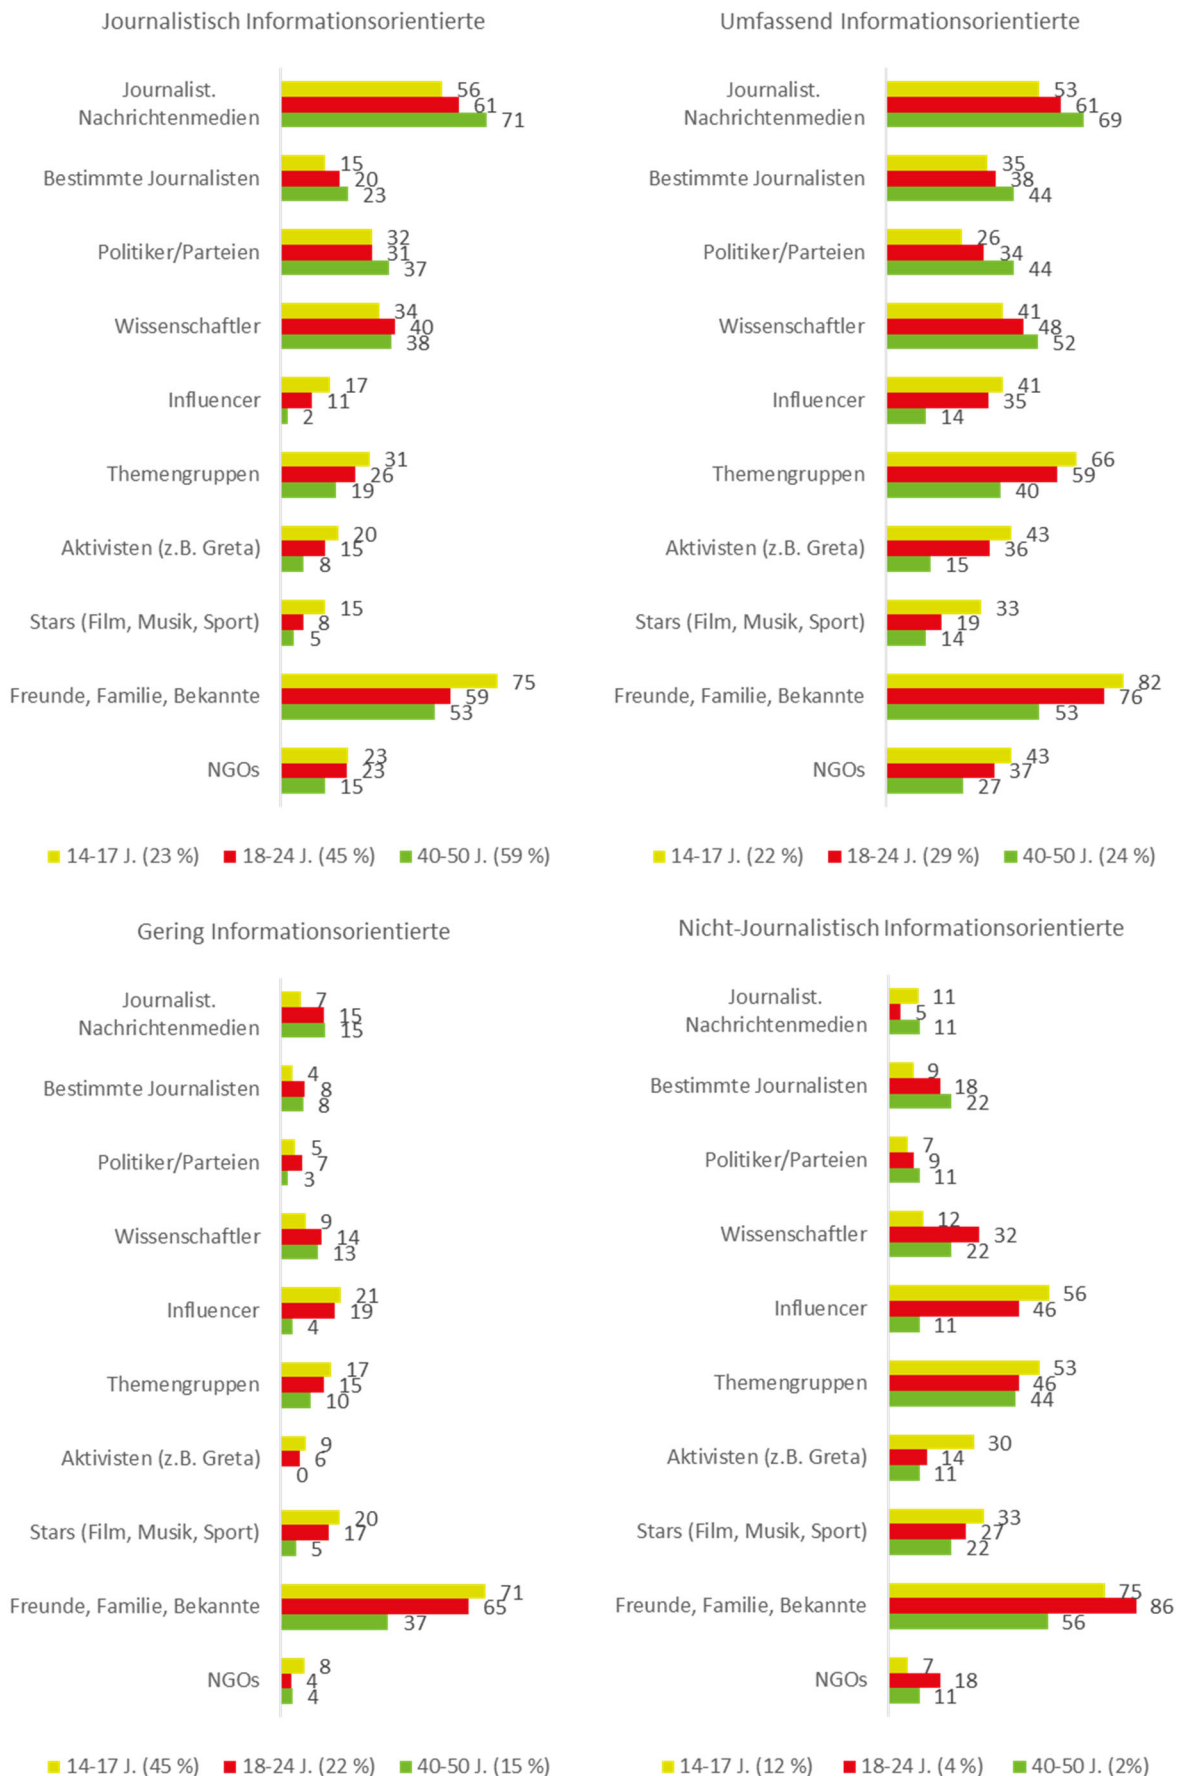 Journalistisch Informationsorientierte
Journalist.
Nachrichtenmedien
56
61
71
Bestimmte Journalisten
15
20
23
Politiker/Parteien
32
31
37
Wissenschaftler
34
40
38
Influencer
17
11
2
Themengruppen
31
26
19
Aktivisten (z.B. Greta)
20
15
8
Stars (Film, Musik, Sport)
15
8
5
Freunde, Familie, Bekannte
75
59
53
NGOs
23
23
15
14-17 J. (23 %) 18-24 J. (45 %) 40-50 J. (59 %)
Umfassend Informationsorientierte
Journalist.
Nachrichtenmedien
53
61
69
Bestimmte Journalisten
35
38
44
Politiker/Parteien
26
34
44
Wissenschaftler
41
48
52
Influencer
41
35
14
Themengruppen
66
59
40
Aktivisten (z.B. Greta)
43
36
15
Stars (Film, Musik, Sport)
33
19
14
Freunde, Familie, Bekannte
82
76
53
NGOs
43
37
27
14-17 J. (22 %) 18-24 J. (29 %) 40-50 J. (24 %)
Gering Informationsorientierte
Journalist.
Nachrichtenmedien
7
15
15
Bestimmte Journalisten
4
8
8
Politiker/Parteien
5
7
3
Wissenschaftler
9
14
13
Influencer
21
19
4
Themengruppen
17
15
10
Aktivisten (z.B. Greta)
9
6
0
Stars (Film, Musik, Sport)
20
17
5
Freunde, Familie, Bekannte
71
65
37
NGOs
8
4
4
14-17 J. (45 %) 18-24 J. (22 %) 40-50 J. (15 %)
Nicht-Journalistisch Informationsorientierte
Journalist.
Nachrichtenmedien
11
5
11
Bestimmte Journalisten
9
18
22
Politiker/Parteien
7
9
11
Wissenschaftler
12
32
22
Influencer
56
46
11
Themengruppen
53
46
44
Aktivisten (z.B. Greta)
30
14
11
Stars (Film, Musik, Sport)
33
27
22
Freunde, Familie, Bekannte
75
86
56
NGOs
7
18
11
14-17 J. (12 %) 18-24 J. (4 %) 40-50 J. (2%)